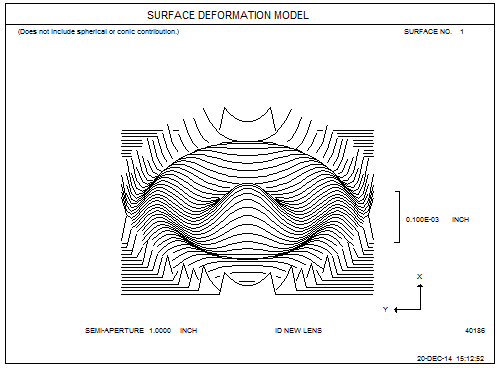 SURFACE DEFORMATION MODEL
(Does not include spherical or conic contribution.) SURFACE NO. 1
0.100E-03 INCH
X
Y
SEMI-APERTURE 1.0000 INCH ID NEW LENS 40186
20-DEC-14 15:12:52